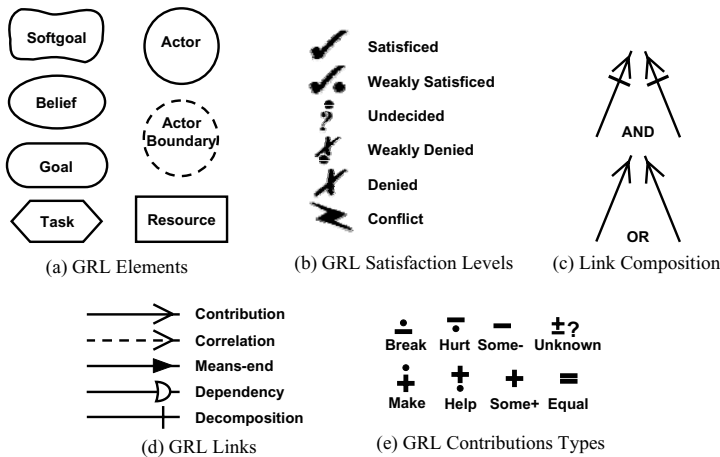 Softgoal
Actor
Belief
Actor
Boundary
Goal
Task
Resource
(a) GRL Elements
Satisficed
Weakly Satisficed
Undecided
Weakly Denied
Denied
Conflict
(b) GRL Satisfaction Levels
AND
OR
(c) Link Composition
Contribution
Correlation
Means-end
Dependency
Decomposition
(d) GRL Links
?
Break Hurt Some- Unknown
Make Help Some+ Equal
(e) GRL Contributions Types